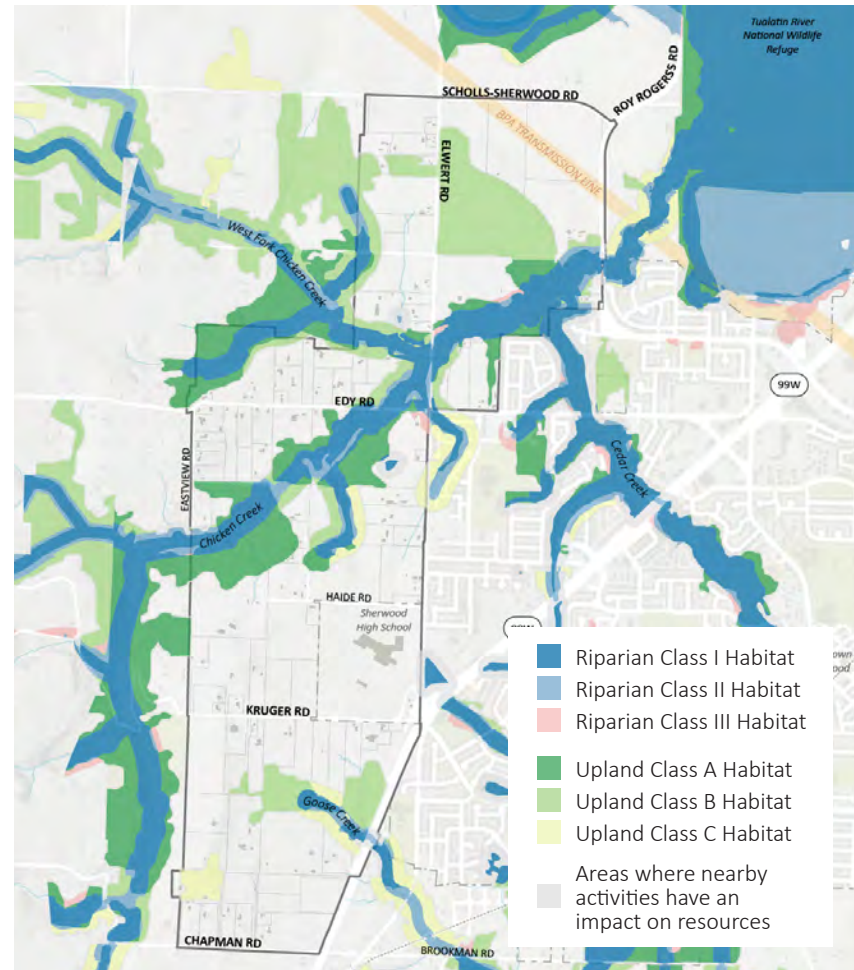 Tualatin River
National Wildlife
Refuge
ROY ROGERSS RD
SCHOLLS-SHERWOOD RD
BPA TRANSMISSION LINE
ELWERT RD
West Fork Chicken Creek
99W
EDY RD
EASTVIEW RD
Cedar Creek
Chicken Creek
HAIDE RD
Sherwood
High School
KRUGER RD
Goose Creek
CHAPMAN RD
BROOKMAN RD
Riparian Class I Habitat
Riparian Class II Habitat
Riparian Class III Habitat
Upland Class A Habitat
Upland Class B Habitat
Upland Class C Habitat
Areas where nearby
activities have an
impact on resources